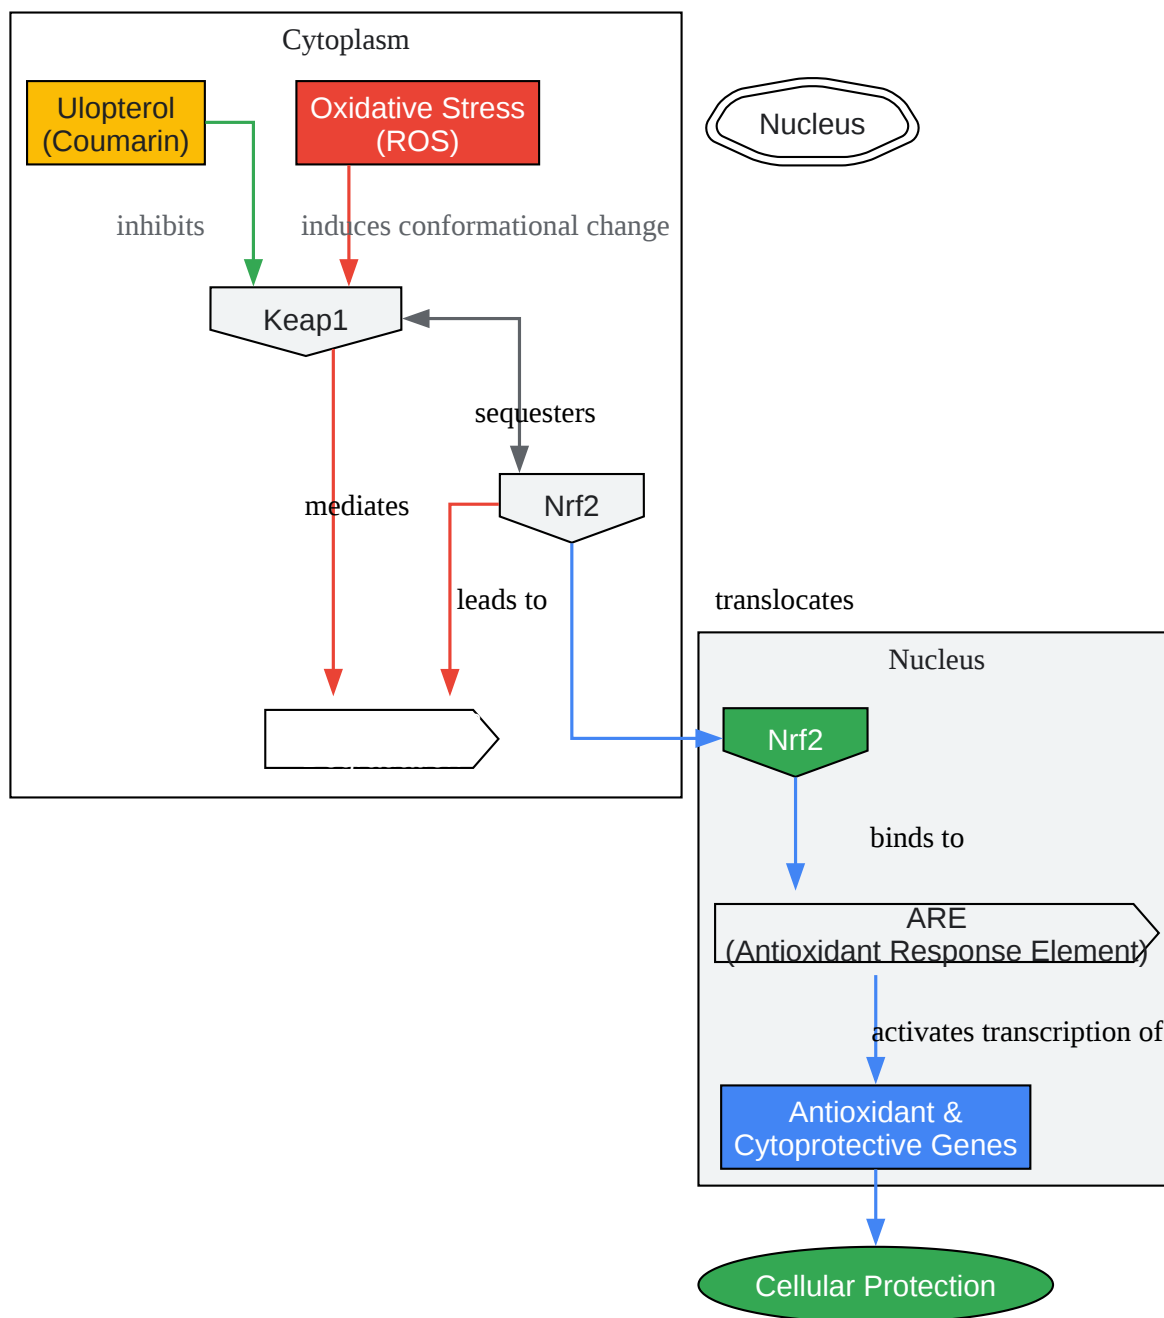 Cytoplasm
Ulopterol
(Coumarin)
Oxidative Stress
(ROS)
Nucleus
inhibits
induces conformational change
Keap1
sequesters
mediates
Nrf2
leads to
translocates
Nucleus
Nrf2
binds to
ARE
(Antioxidant Response Element)
activates transcription of
Antioxidant &
Cytoprotective Genes
Cellular Protection